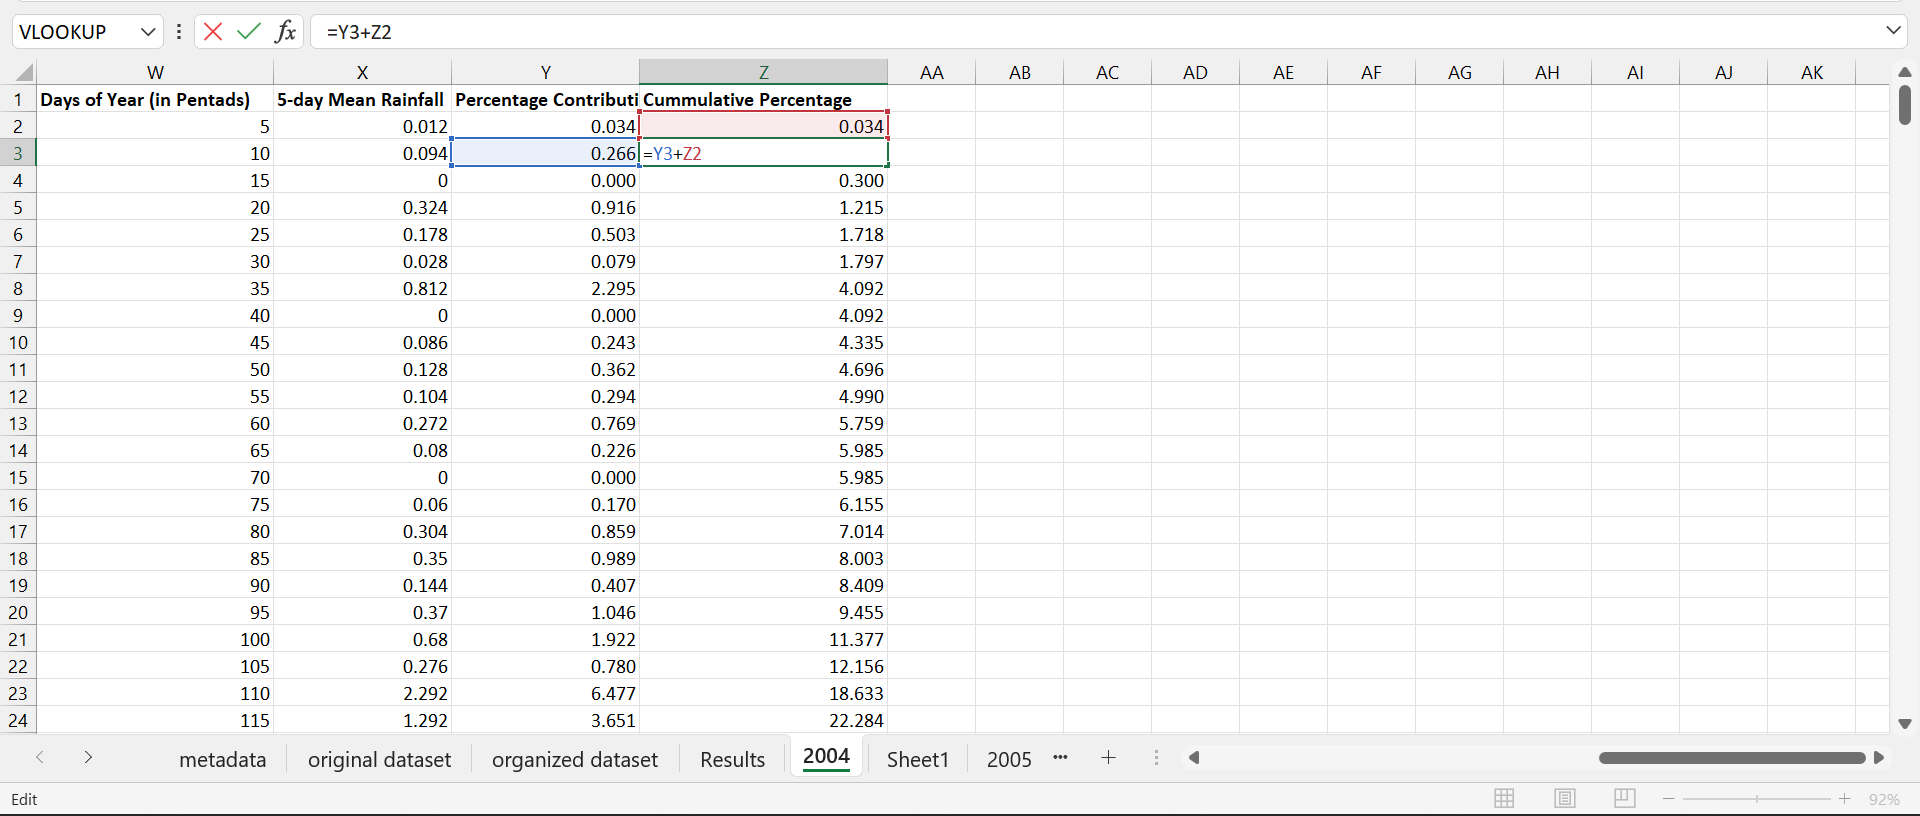 VLOOKUP fx =Y3+Z2
W X Y Z AA AB AC AD AE AF AG AH AI AJ AK
1 Days of Year (in Pentads) 5-day Mean Rainfall Percentage Contributi Cummulative Percentage
2 5 0.012 0.034 0.034
3 10 0.094 0.266 =Y3+Z2
4 15 0 0.000 0.300
5 20 0.324 0.916 1.215
6 25 0.178 0.503 1.718
7 30 0.028 0.079 1.797
8 35 0.812 2.295 4.092
9 40 0 0.000 4.092
10 45 0.086 0.243 4.335
11 50 0.128 0.362 4.696
12 55 0.104 0.294 4.990
13 60 0.272 0.769 5.759
14 65 0.08 0.226 5.985
15 70 0 0.000 5.985
16 75 0.06 0.170 6.155
17 80 0.304 0.859 7.014
18 85 0.35 0.989 8.003
19 90 0.144 0.407 8.409
20 95 0.37 1.046 9.455
21 100 0.68 1.922 11.377
22 105 0.276 0.780 12.156
23 110 2.292 6.477 18.633
24 115 1.292 3.651 22.284
metadata original dataset organized dataset Results 2004 Sheet1 2005 ••• +
Edit 92%